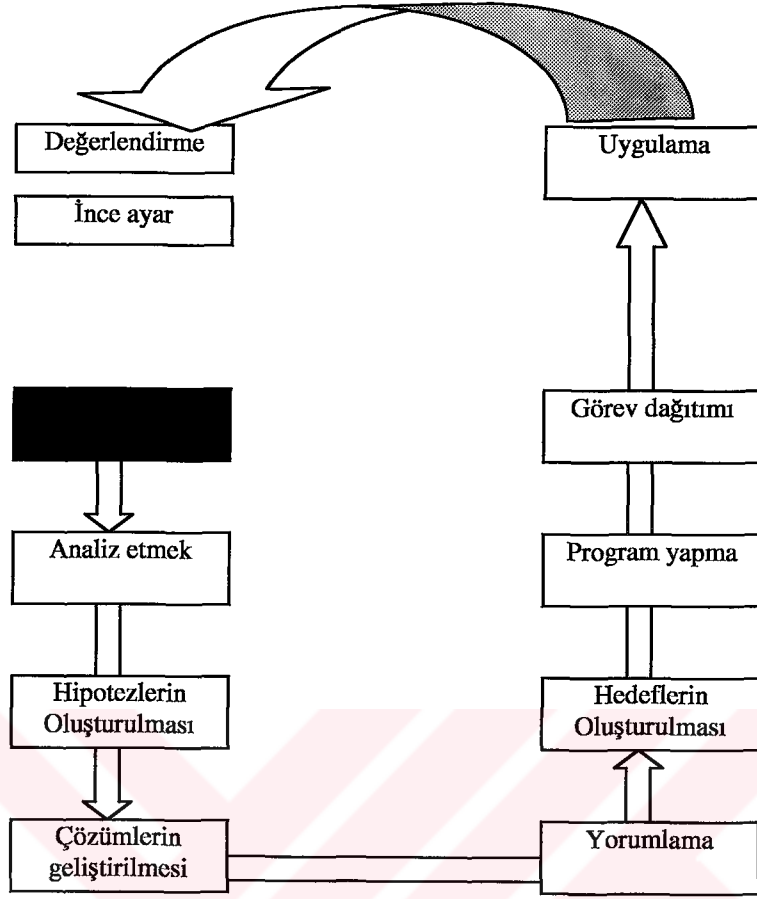 Değerlendirme
Uygulama
İnce ayar
Görev dağıtımı
Analiz etmek
Program yapma
Hipotezlerin
Oluşturulması
Hedeflerin
Oluşturulması
Çözümlerin
geliştirilmesi
Yorumlama